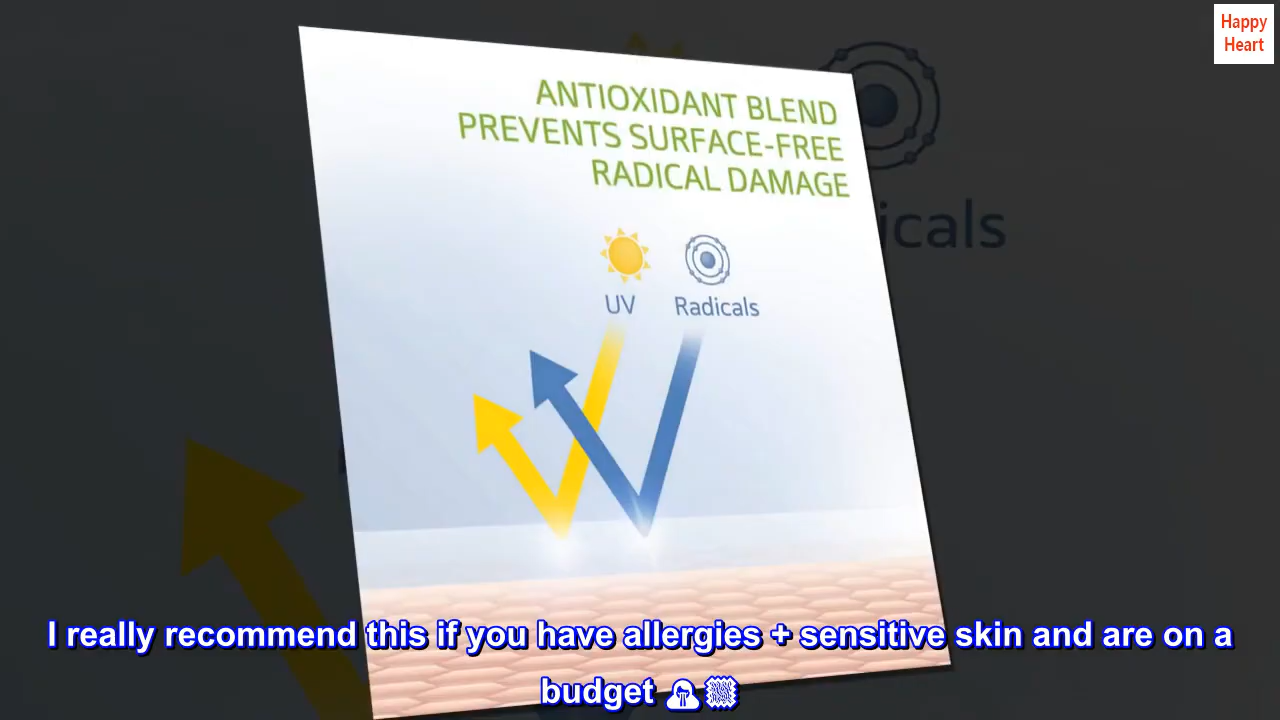 Happy
Heart
ANTIOXIDANT BLEND
PREVENTS SURFACE-FREE
RADICAL DAMAGE
UV
Radicals
icals
I really recommend this if you have allergies + sensitive skin and are on a
budget